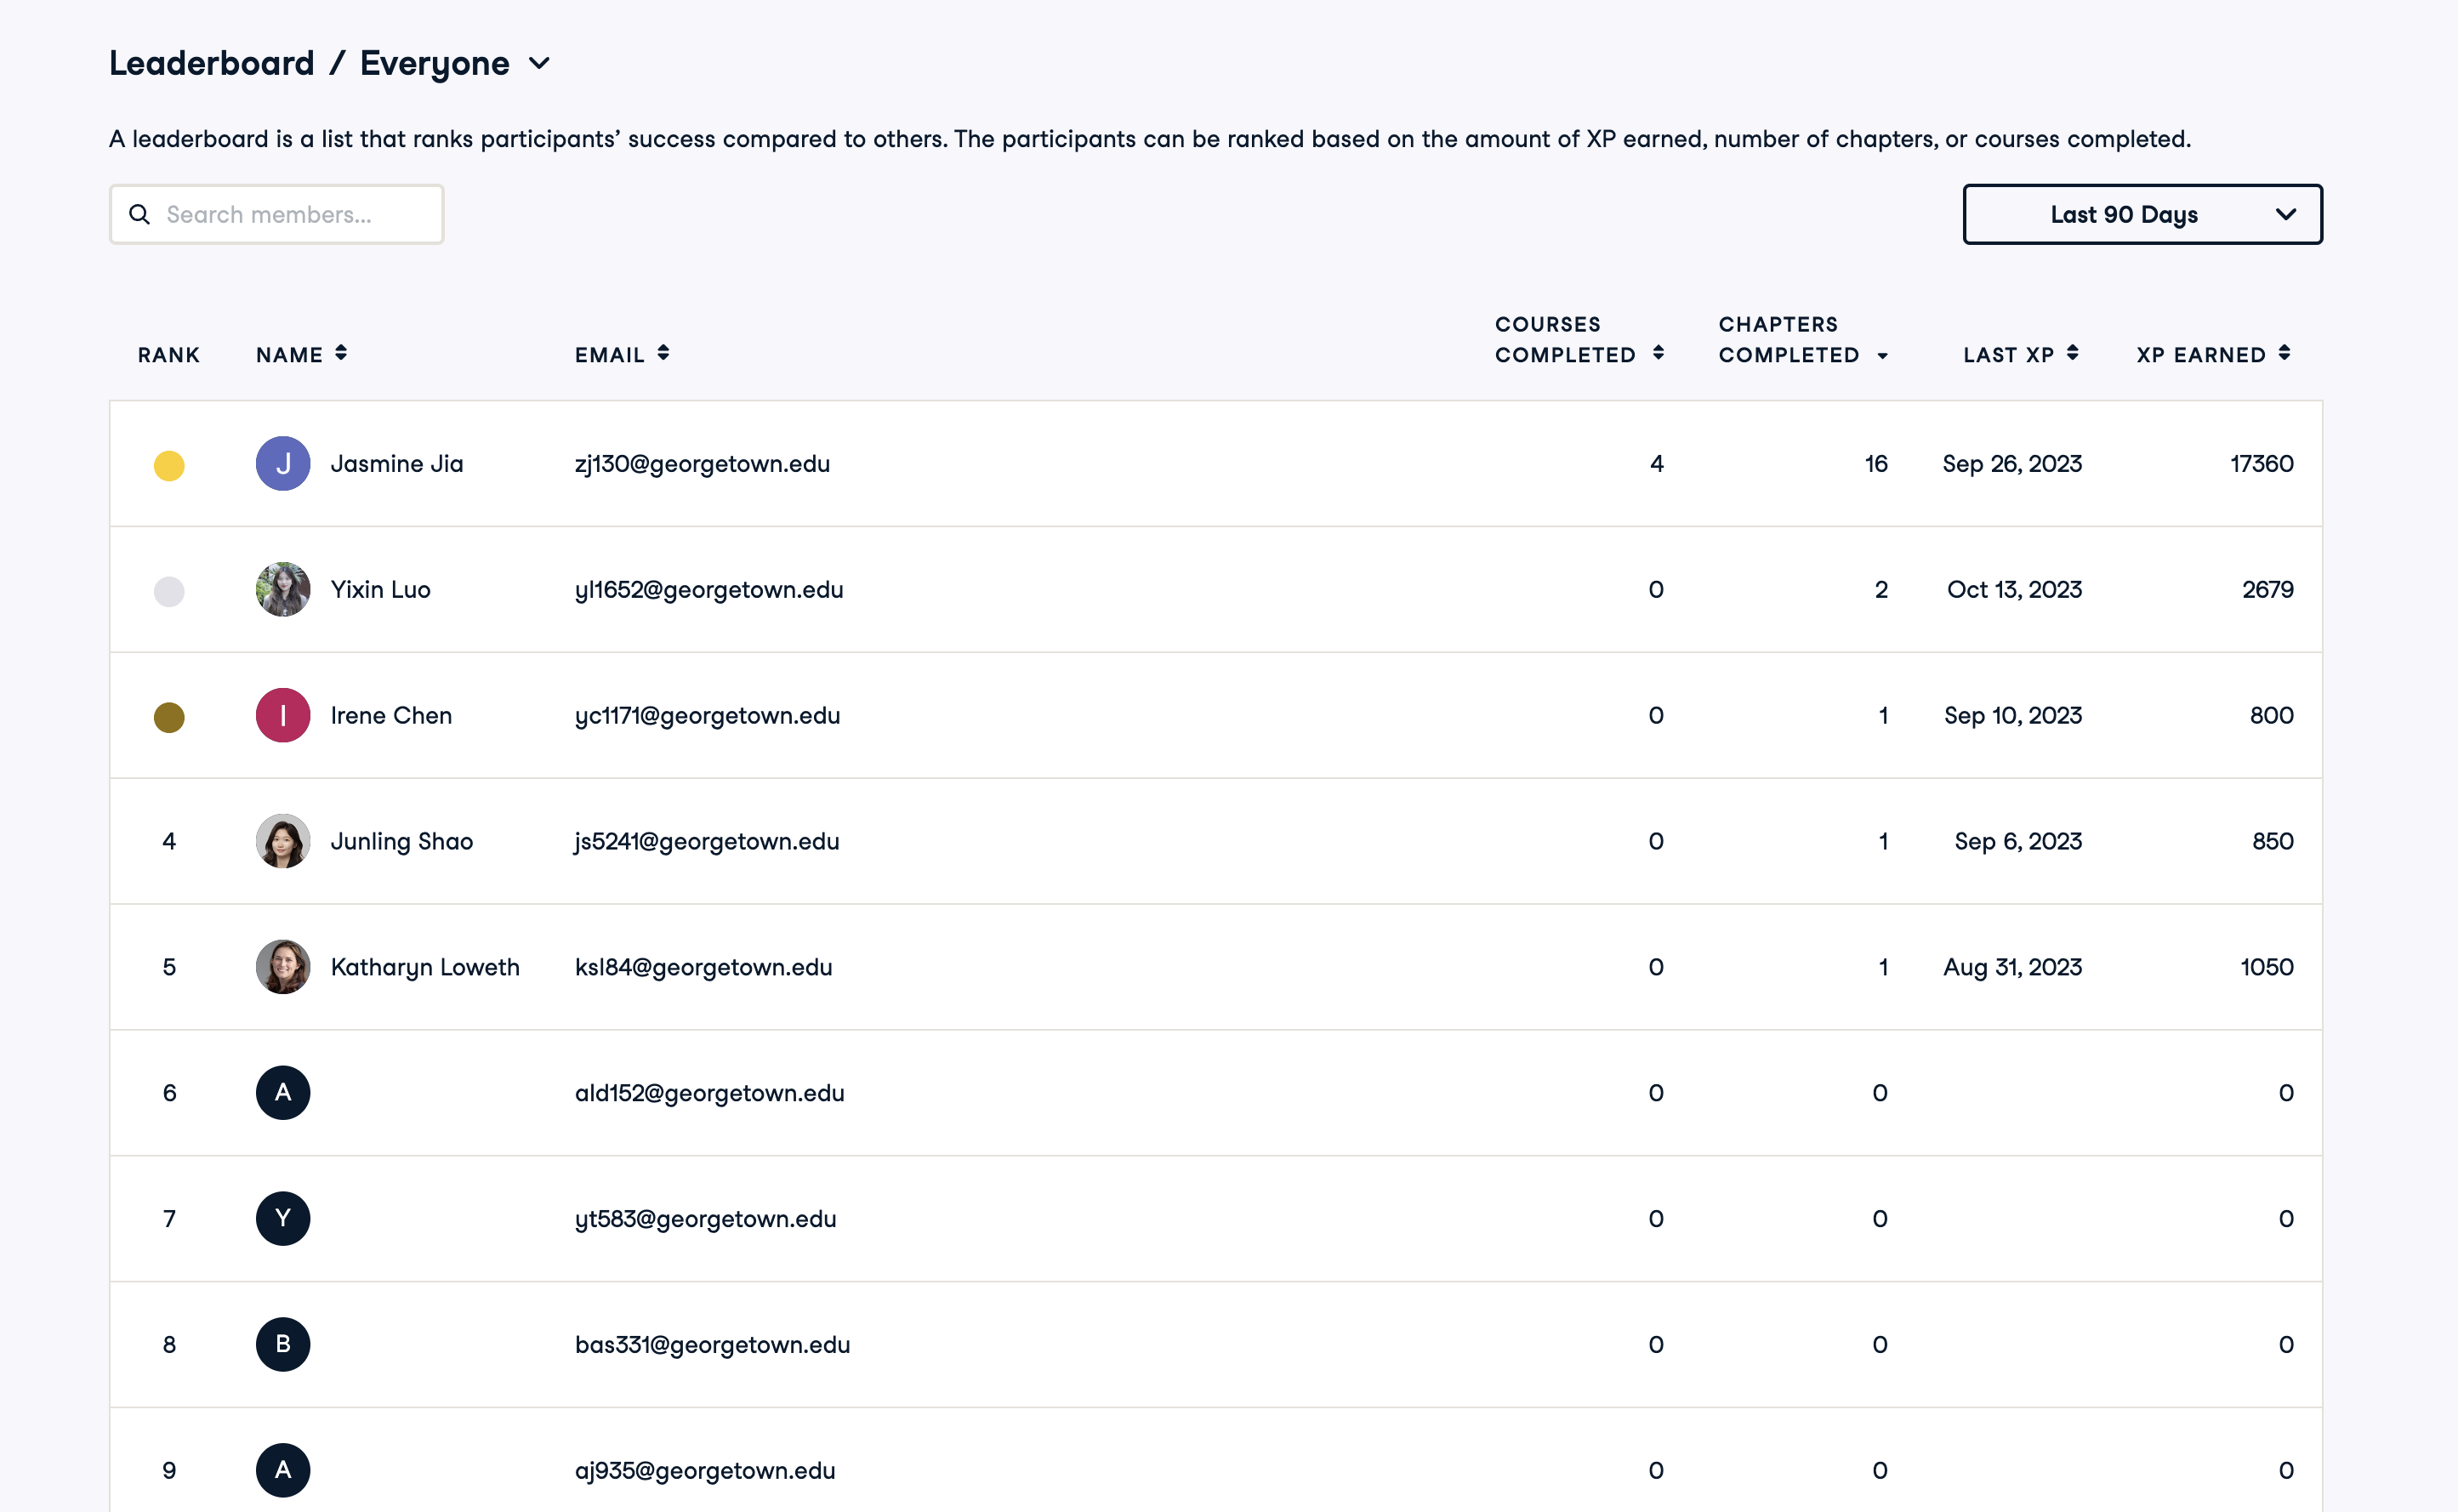 Leaderboard / Everyone
A leaderboard is a list that ranks participants’ success compared to others. The participants can be ranked based on the amount of XP earned, number of chapters, or courses completed.
Search members...
Last 90 Days
RANK NAME EMAIL COURSES COMPLETED CHAPTERS COMPLETED LAST XP XP EARNED
J Jasmine Jia zj130@georgetown.edu 4 16 Sep 26, 2023 17360
Yixin Luo yl1652@georgetown.edu 0 2 Oct 13, 2023 2679
I Irene Chen yc1171@georgetown.edu 0 1 Sep 10, 2023 800
4 Junling Shao js5241@georgetown.edu 0 1 Sep 6, 2023 850
5 Katharyn Loweth ksl84@georgetown.edu 0 1 Aug 31, 2023 1050
6 A ald152@georgetown.edu 0 0 0
7 Y yt583@georgetown.edu 0 0 0
8 B bas331@georgetown.edu 0 0 0
9 A aj935@georgetown.edu 0 0 0